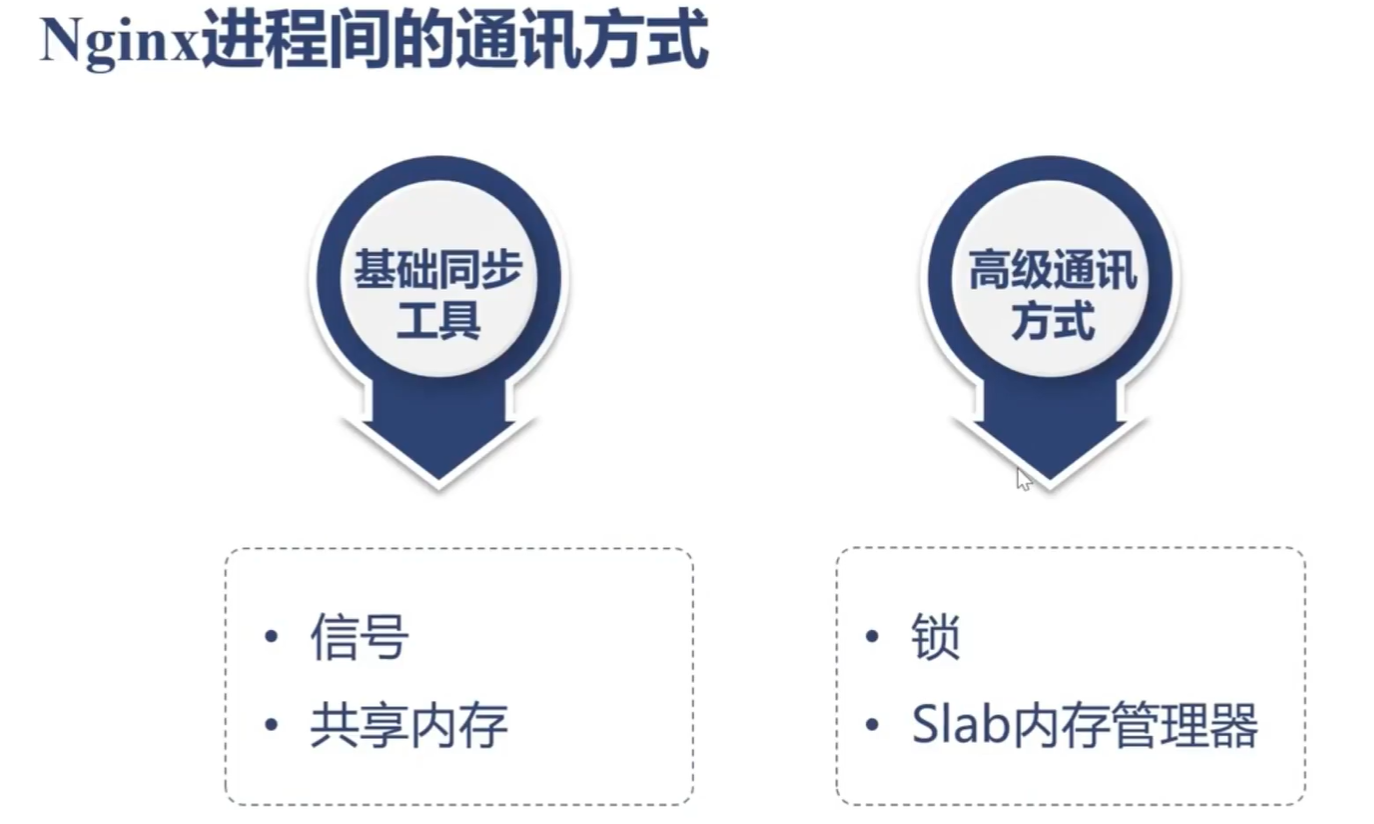 Nginx进程间的通讯方式
基础同步
工具
高级通讯
方式
• 信号
• 共享内存
• 锁
• Slab内存管理器